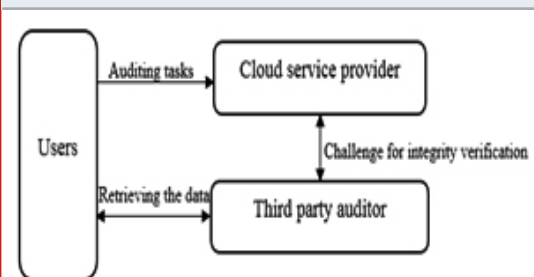 Auditing tasks
Cloud service provider
Users
Challenge for integrity verification
Retrieving the data
Third party auditor